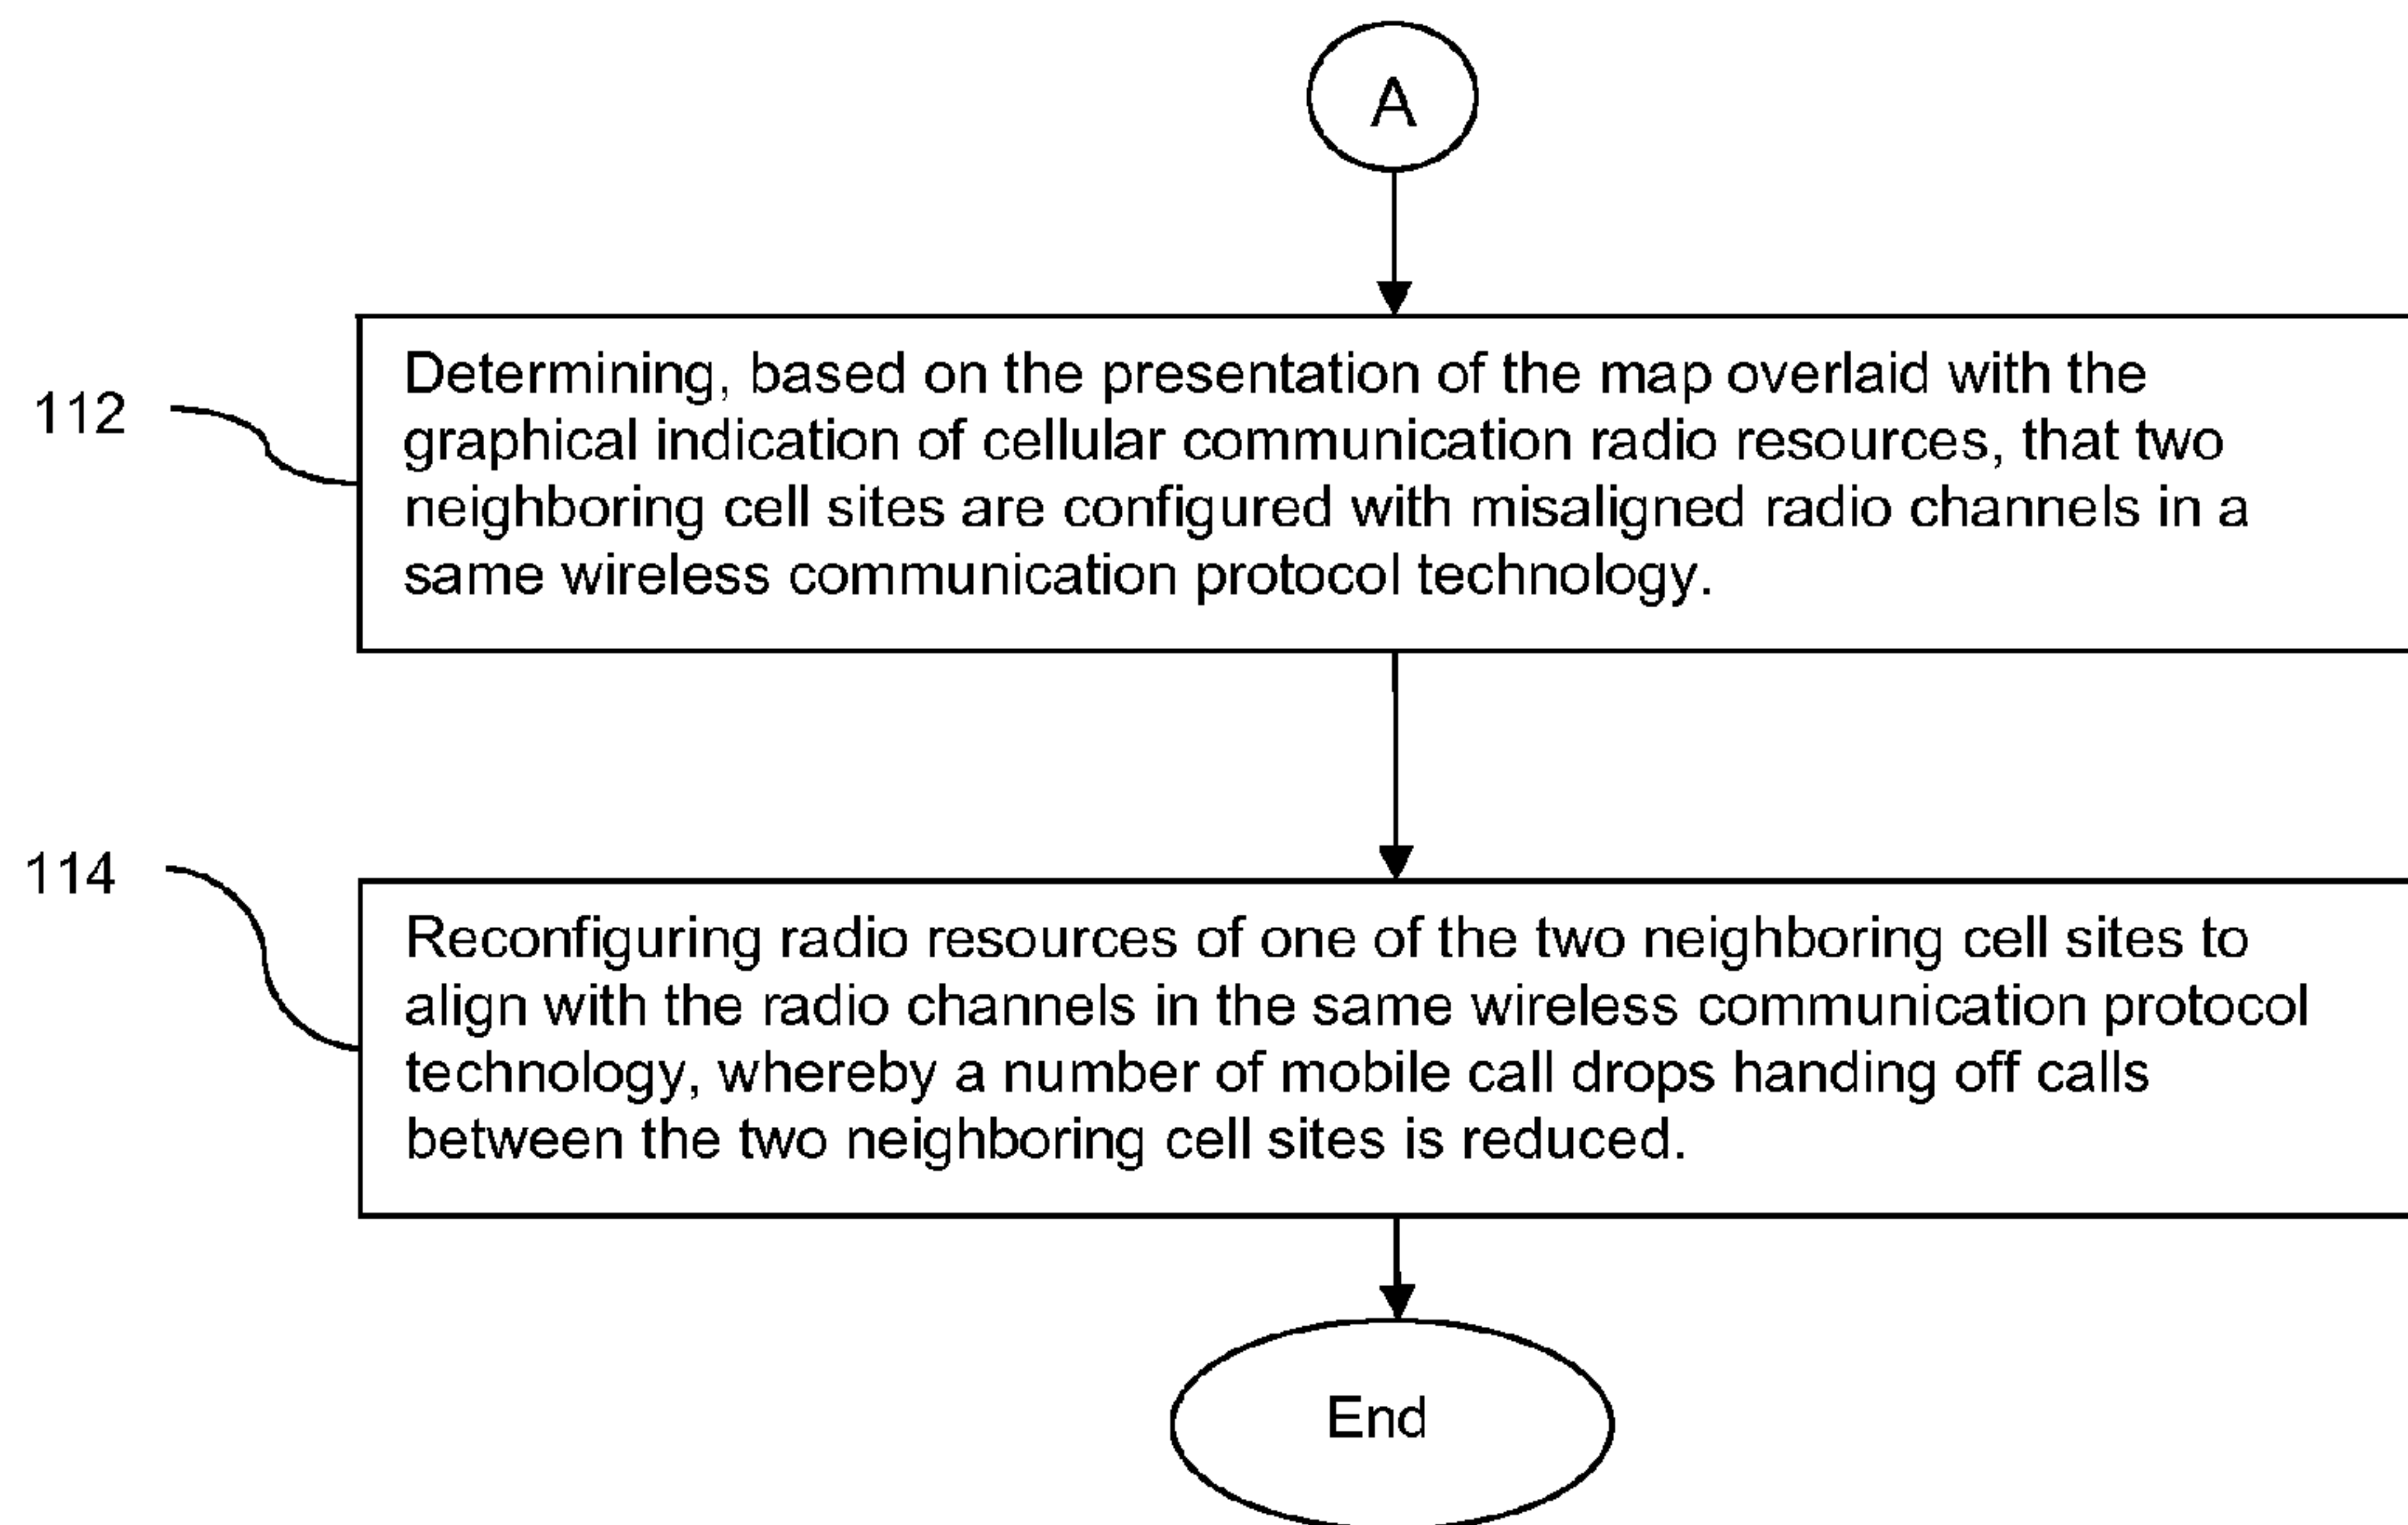 A
112
Determining, based on the presentation of the map overlaid with the
graphical indication of cellular communication radio resources, that two
neighboring cell sites are configured with misaligned radio channels in a
same wireless communication protocol technology.
114
Reconfiguring radio resources of one of the two neighboring cell sites to
align with the radio channels in the same wireless communication protocol
technology, whereby a number of mobile call drops handing off calls
between the two neighboring cell sites is reduced.
End